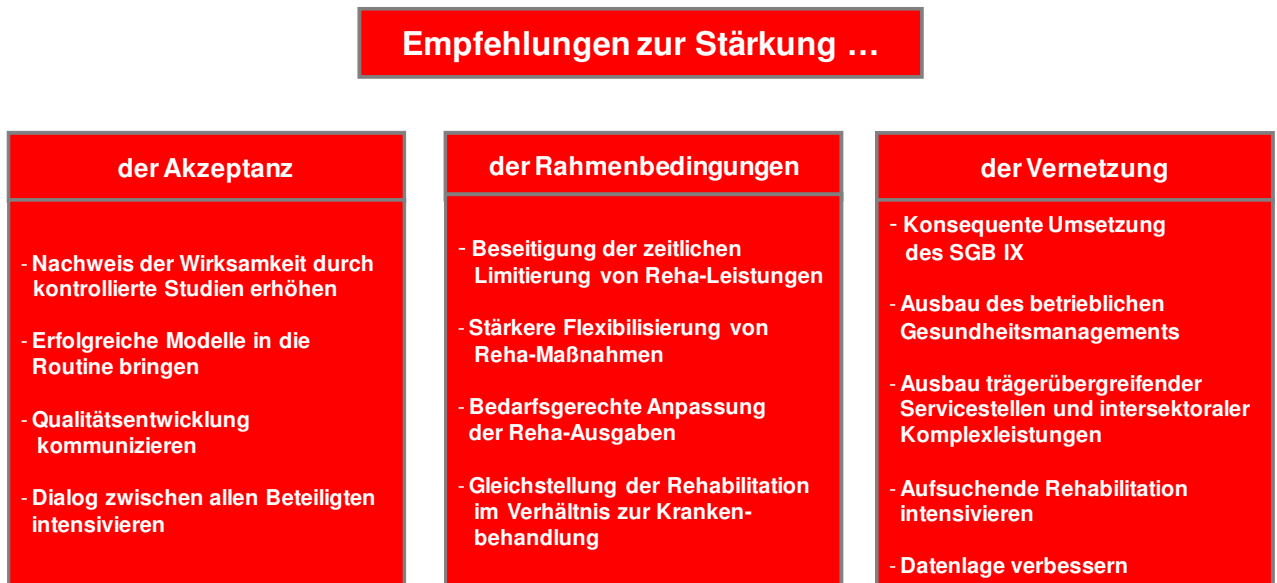 Empfehlungen zur Stärkung …
der Akzeptanz
- Nachweis der Wirksamkeit durch
kontrollierte Studien erhöhen
- Erfolgreiche Modelle in die
Routine bringen
- Qualitätsentwicklung
kommunizieren
- Dialog zwischen allen Beteiligten
intensivieren
der Rahmenbedingungen
- Beseitigung der zeitlichen
Limitierung von Reha-Leistungen
- Stärkere Flexibilisierung von
Reha-Maßnahmen
- Bedarfsgerechte Anpassung
der Reha-Ausgaben
- Gleichstellung der Rehabilitation
im Verhältnis zur Kranken-
behandlung
der Vernetzung
- Konsequente Umsetzung
des SGB IX
- Ausbau des betrieblichen
Gesundheitsmanagements
- Ausbau trägerübergreifender
Servicestellen und intersektoraler
Komplexleistungen
- Aufsuchende Rehabilitation
intensivieren
- Datenlage verbessern